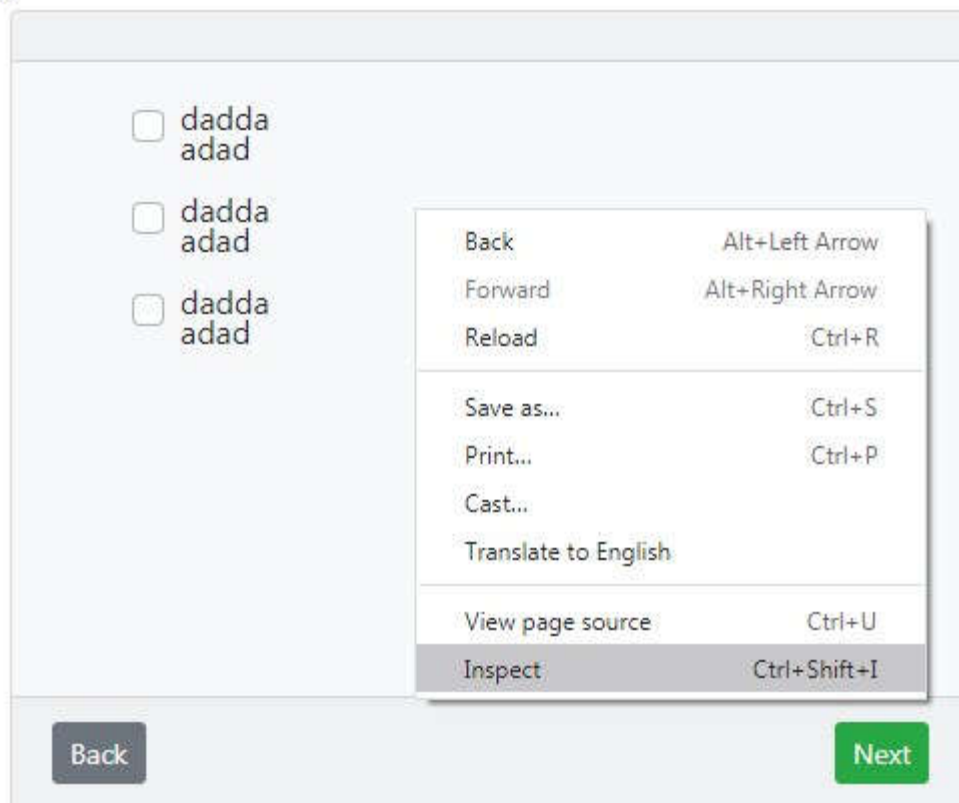 dadda
adad
dadda
adad
dadda
adad
Back Alt+Left Arrow
Forward Alt+Right Arrow
Reload Ctrl+R
Save as... Ctrl+S
Print... Ctrl+P
Cast...
Translate to English
View page source Ctrl+U
Inspect Ctrl+Shift+I
Back Next